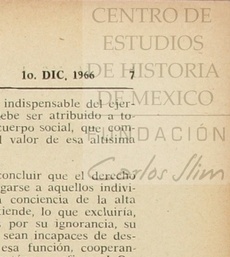 CENTRO DE
ESTUDIOS
DE HISTORIA
DE MEXICO
FUNDACIÓN
Carlos Slim
1o. DIC, 1966 7
indispensable del ejer-
ebe ser atribuido a to-
cuerpo social, que com-
l valor de esa altísima
concluir que el derecho
garse a aquellos indivi-
a conciencia de la alta
tiende, lo que excluiría,
, por su ignorancia, su
sean incapaces de des-
esa función, cooperan-